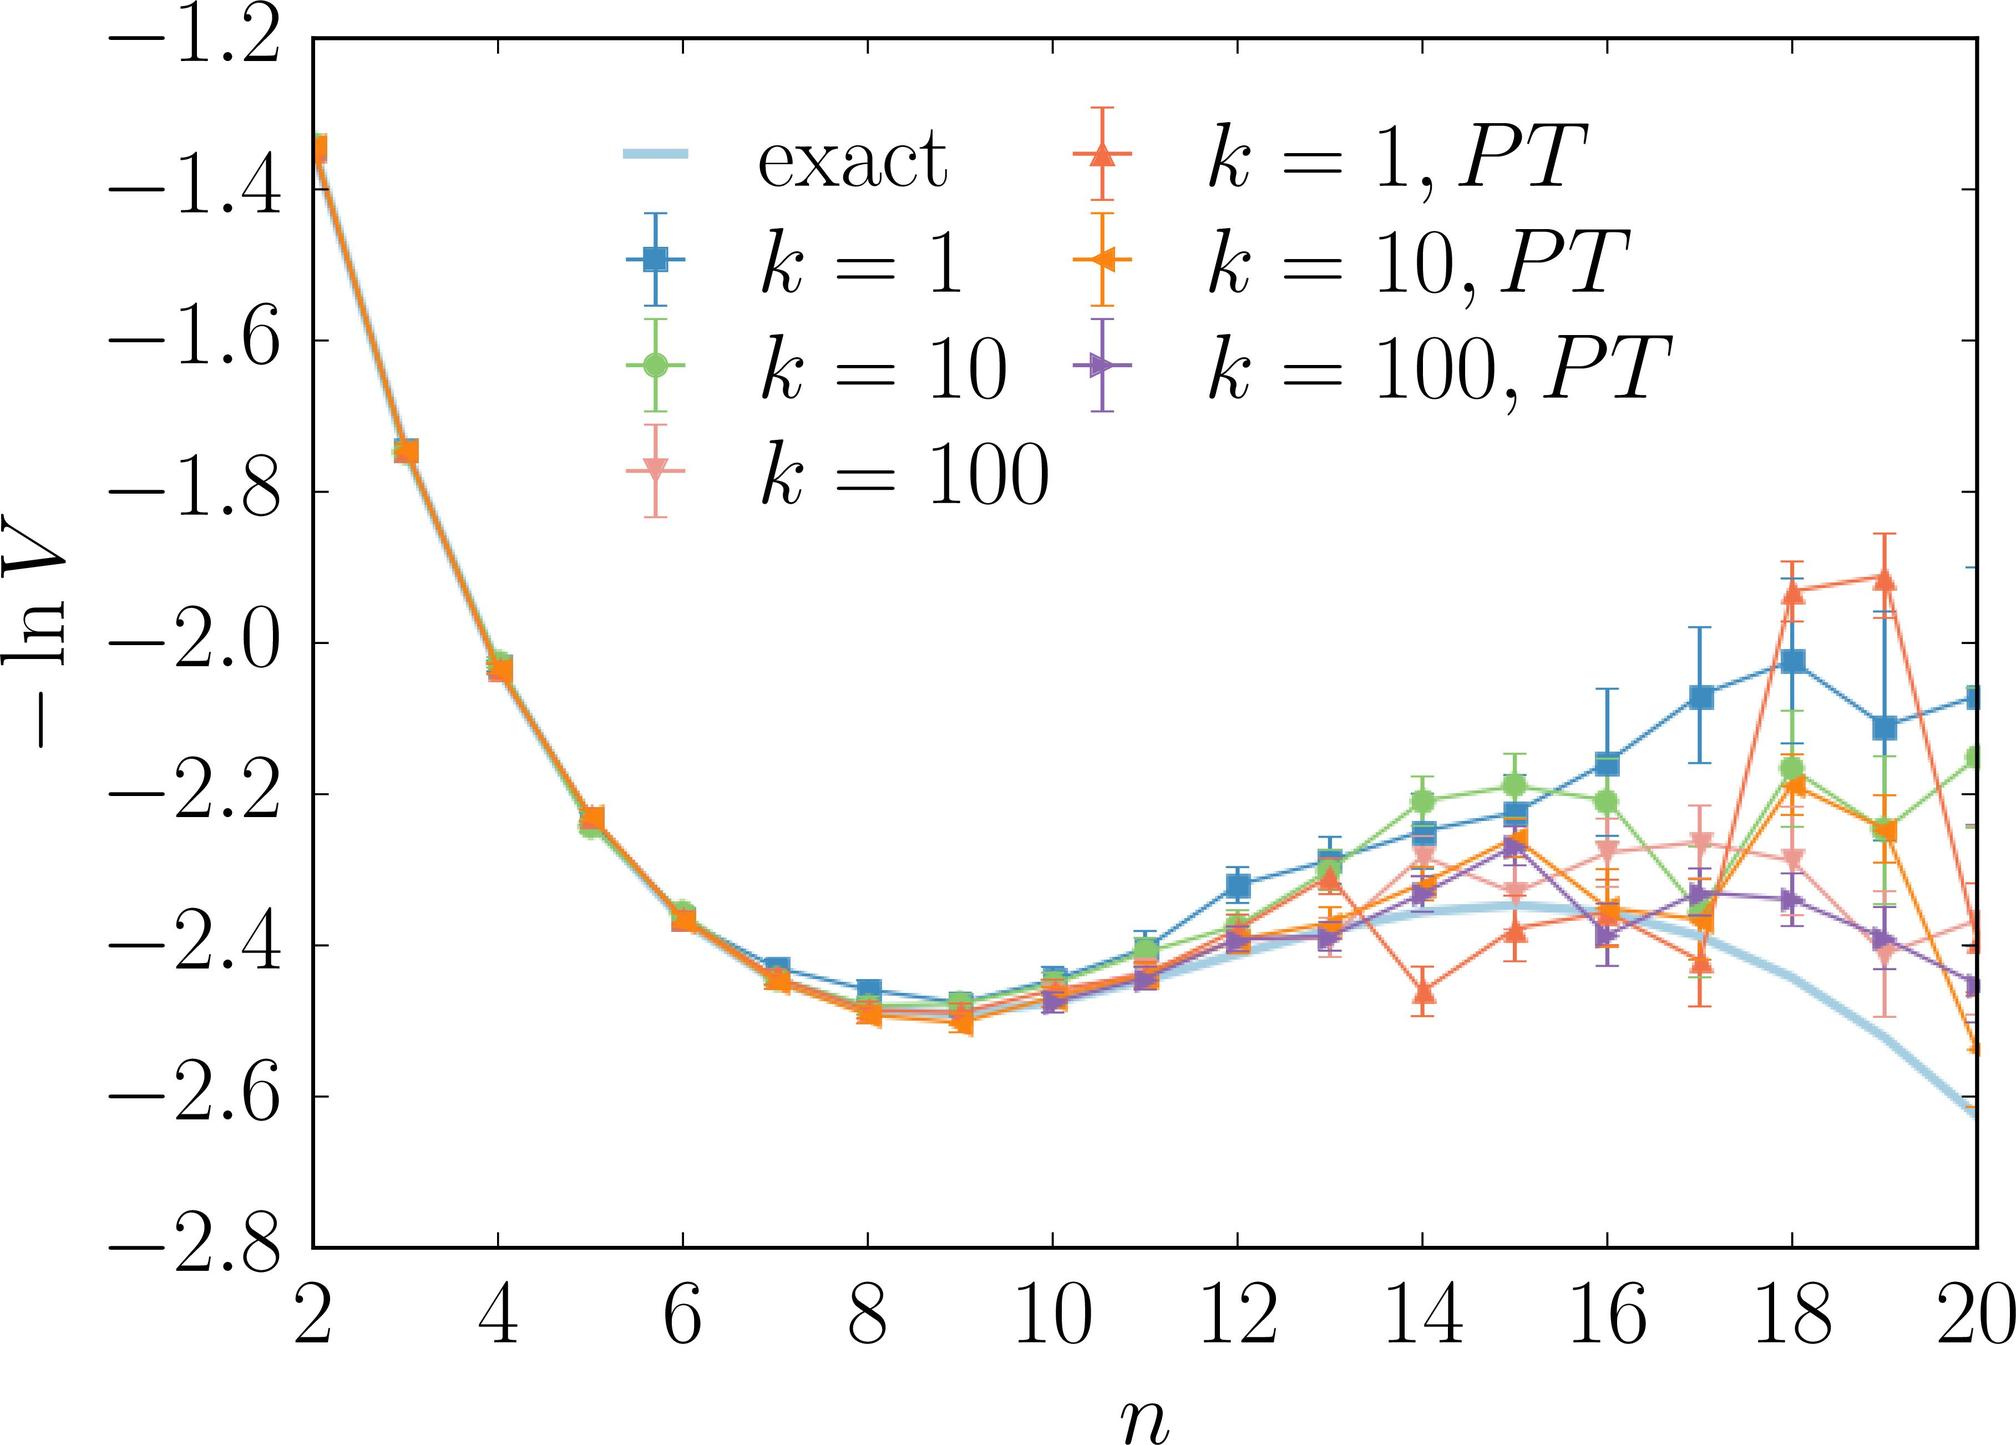 −1.2
−1.4
−1.6
−1.8
−2.0
−2.2
−2.4
−2.6
−2.8
− ln V
exact
k = 1
k = 10
k = 100
k = 1, PT
k = 10, PT
k = 100, PT
2 4 6 8 10 12 14 16 18 20
n